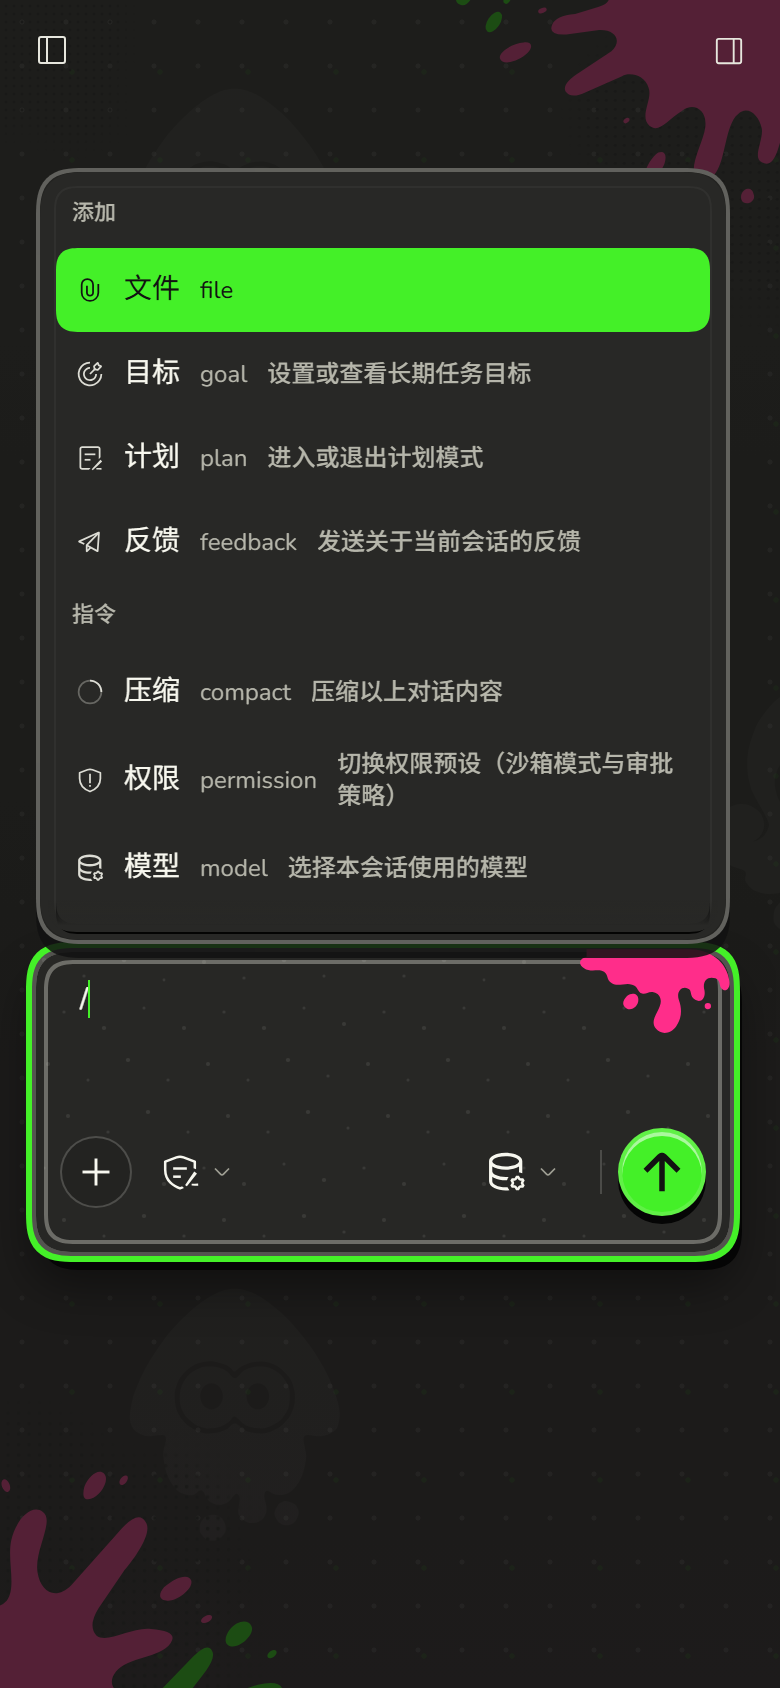 添加
文件 file
目标 goal 设置或查看长期任务目标
计划 plan 进入或退出计划模式
反馈 feedback 发送关于当前会话的反馈
指令
压缩 compact 压缩以上对话内容
权限 permission 切换权限预设（沙箱模式与审批
策略）
模型 model 选择本会话使用的模型
/